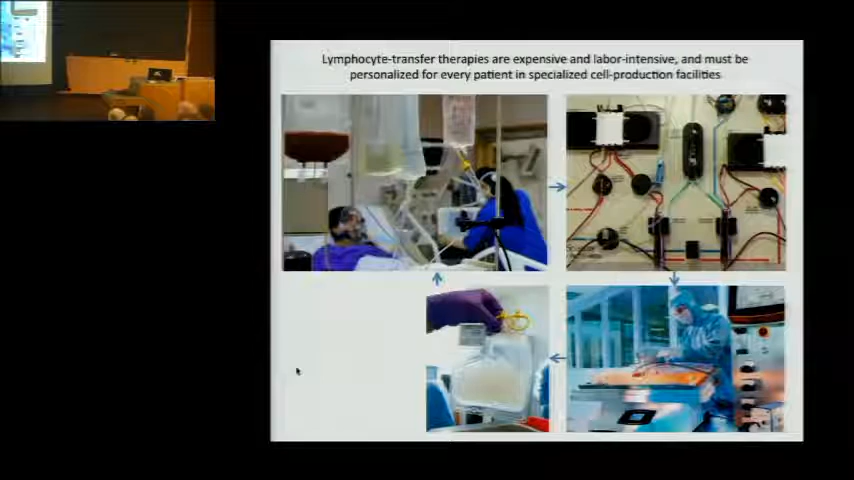 Lymphocyte-transfer therapies are expensive and labor-intensive, and must be
personalized for every patient in specialized cell-production facilities